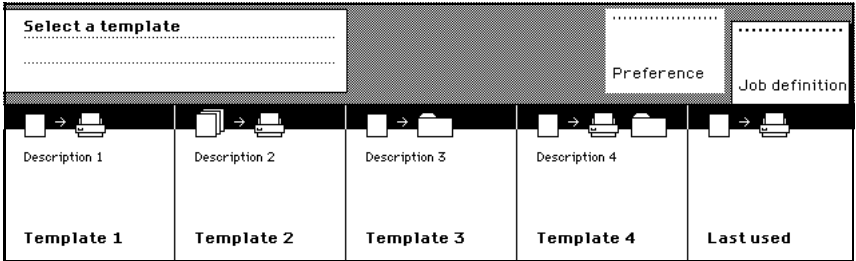 Select a template
Preference
Job definition
Description 1
Description 2
Description 3
Description 4
Template 1
Template 2
Template 3
Template 4
Last used